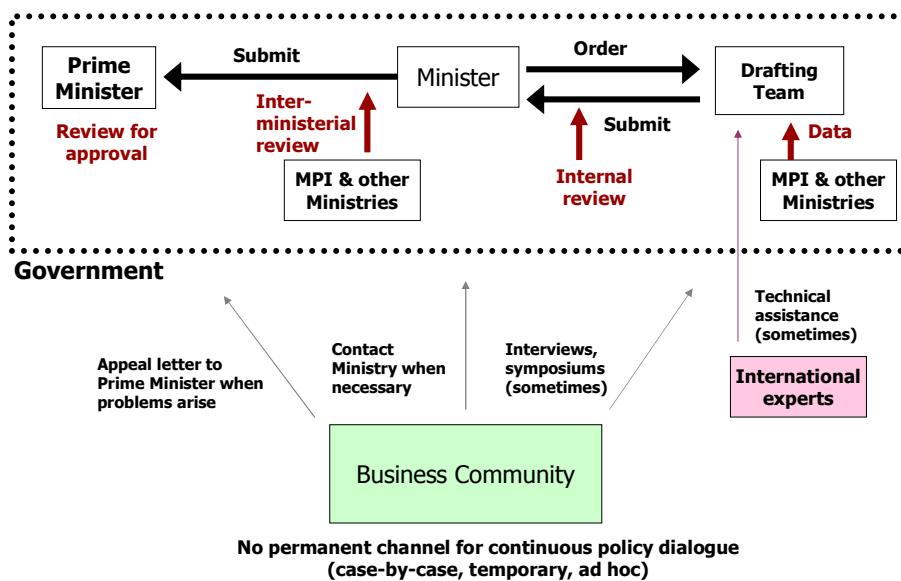 Prime
Minister
Submit
Minister
Order
Drafting
Team
Review for
approval
Inter-
ministerial
review
Submit
Data
MPI & other
Ministries
Internal
review
MPI & other
Ministries
Government
Appeal letter to
Prime Minister when
problems arise
Contact
Ministry when
necessary
Interviews,
symposiums
(sometimes)
Technical
assistance
(sometimes)
International
experts
Business Community
No permanent channel for continuous policy dialogue
(case-by-case, temporary, ad hoc)